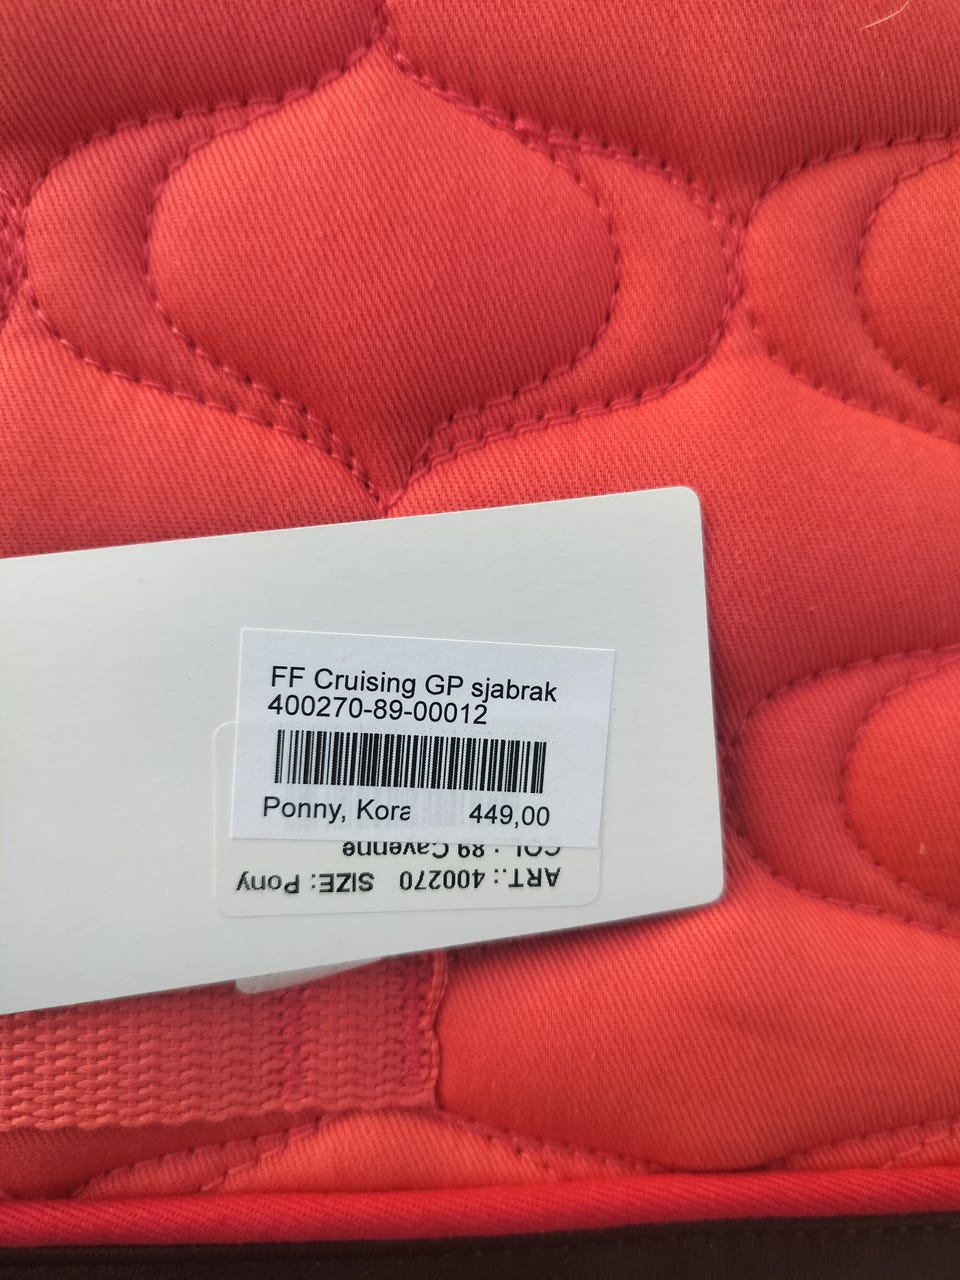 FF Cruising GP sjabrak
400270-89-00012
Ponny, Kora 449,00
ART.: 400270 SIZE: Pony
COL.: 89 Cayenne